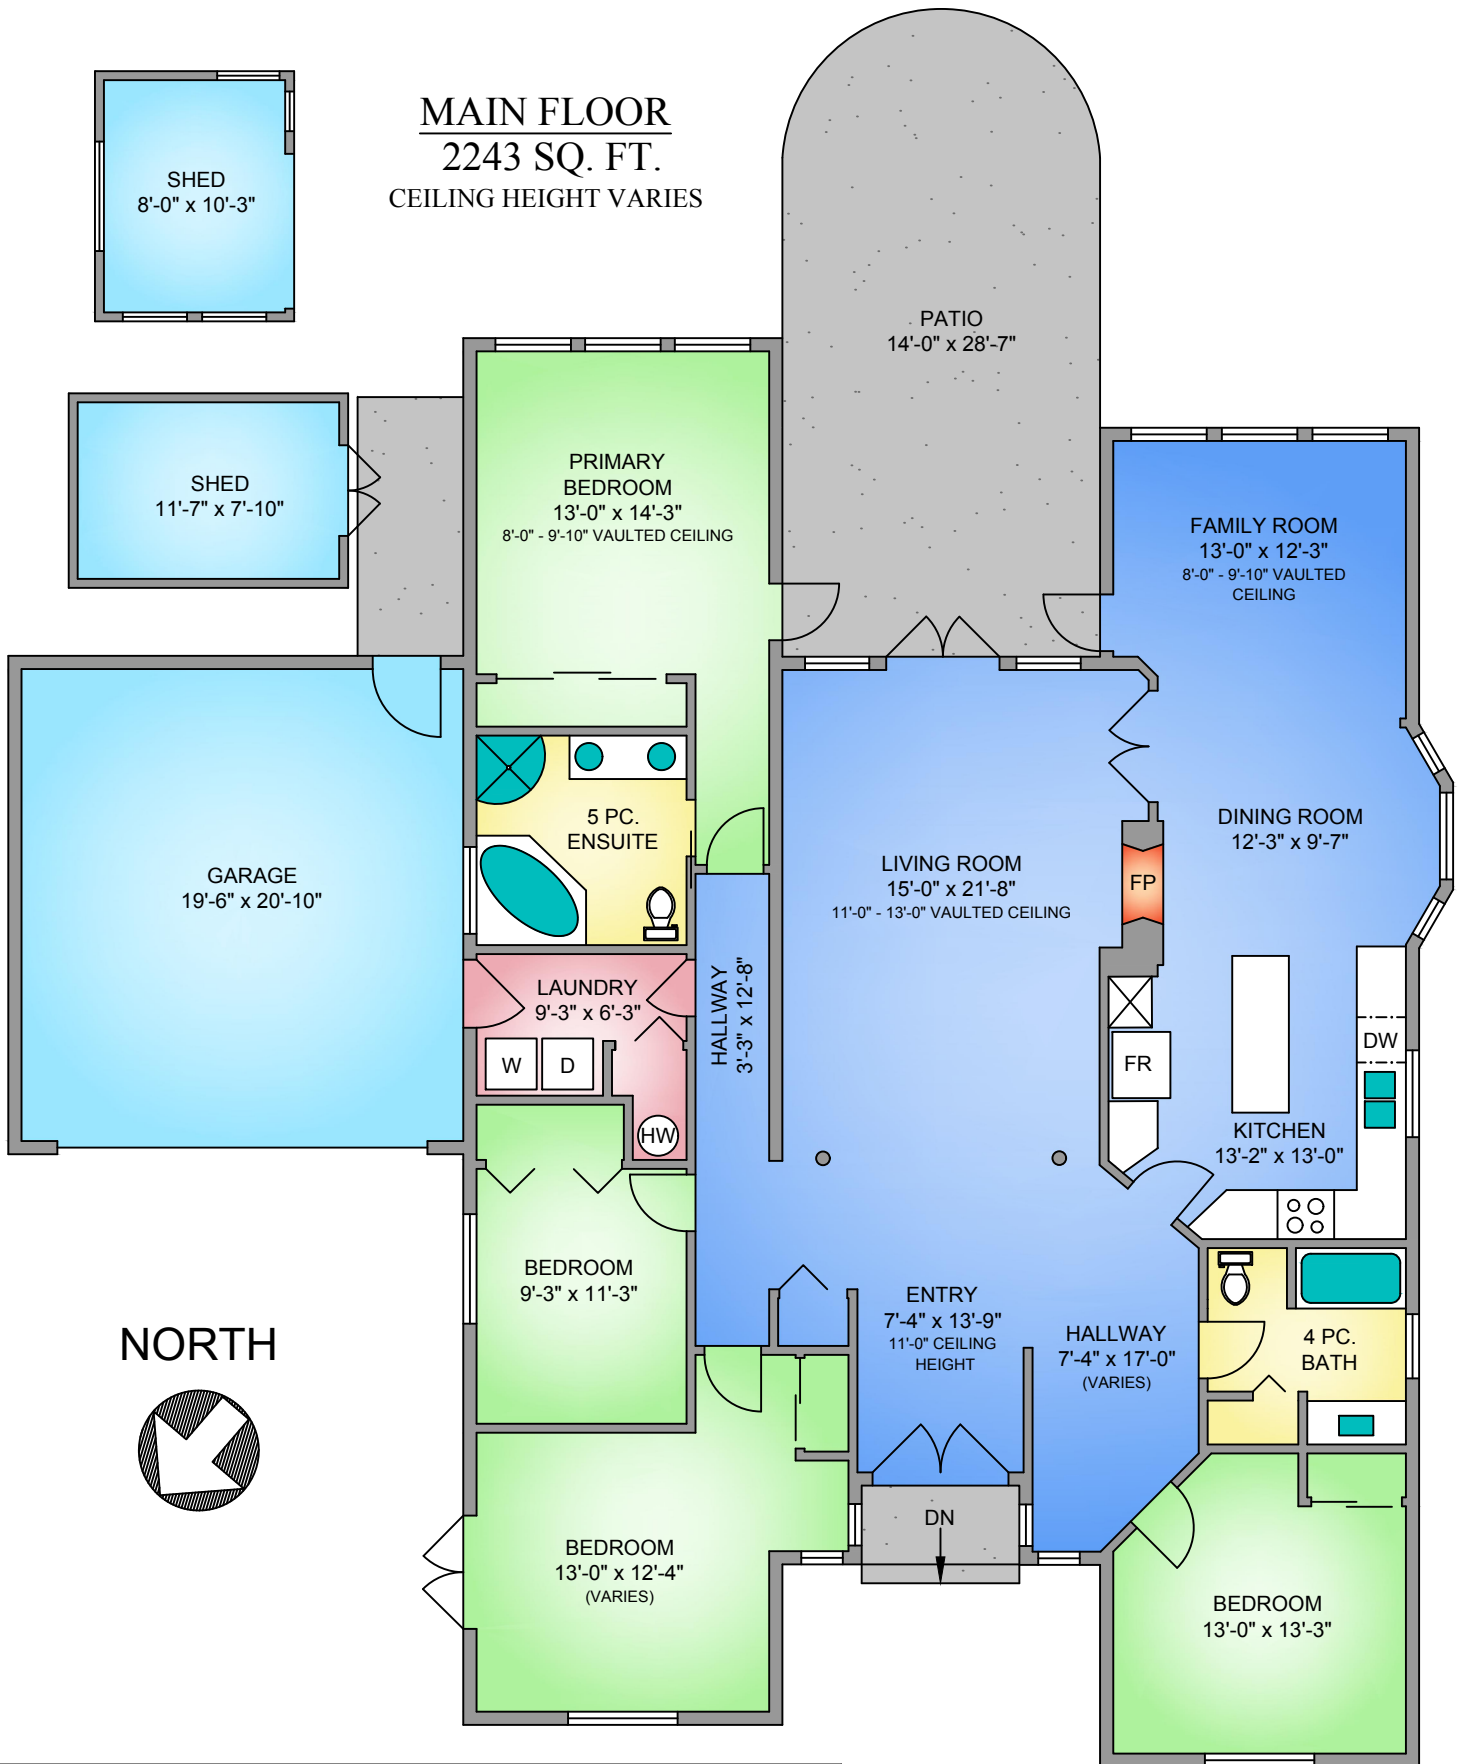 MAIN FLOOR
2243 SQ. FT.
CEILING HEIGHT VARIES
SHED
8'-0" x 10'-3"
PATIO
14'-0" x 28'-7"
SHED
11'-7" x 7'-10"
PRIMARY
BEDROOM
13'-0" x 14'-3"
8'-0" - 9'-10" VAULTED CEILING
FAMILY ROOM
13'-0" x 12'-3"
8'-0" - 9'-10" VAULTED
CEILING
5 PC.
ENSUITE
DINING ROOM
12'-3" x 9'-7"
GARAGE
19'-6" x 20'-10"
LIVING ROOM
15'-0" x 21'-8"
11'-0" - 13'-0" VAULTED CEILING
FP
LAUNDRY
9'-3" x 6'-3"
HALLWAY
3'-3" x 12'-8"
W
D
FR
DW
HW
KITCHEN
13'-2" x 13'-0"
BEDROOM
9'-3" x 11'-3"
ENTRY
7'-4" x 13'-9"
11'-0" CEILING
HEIGHT
HALLWAY
7'-4" x 17'-0"
(VARIES)
4 PC.
BATH
NORTH
DN
BEDROOM
13'-0" x 12'-4"
(VARIES)
BEDROOM
13'-0" x 13'-3"